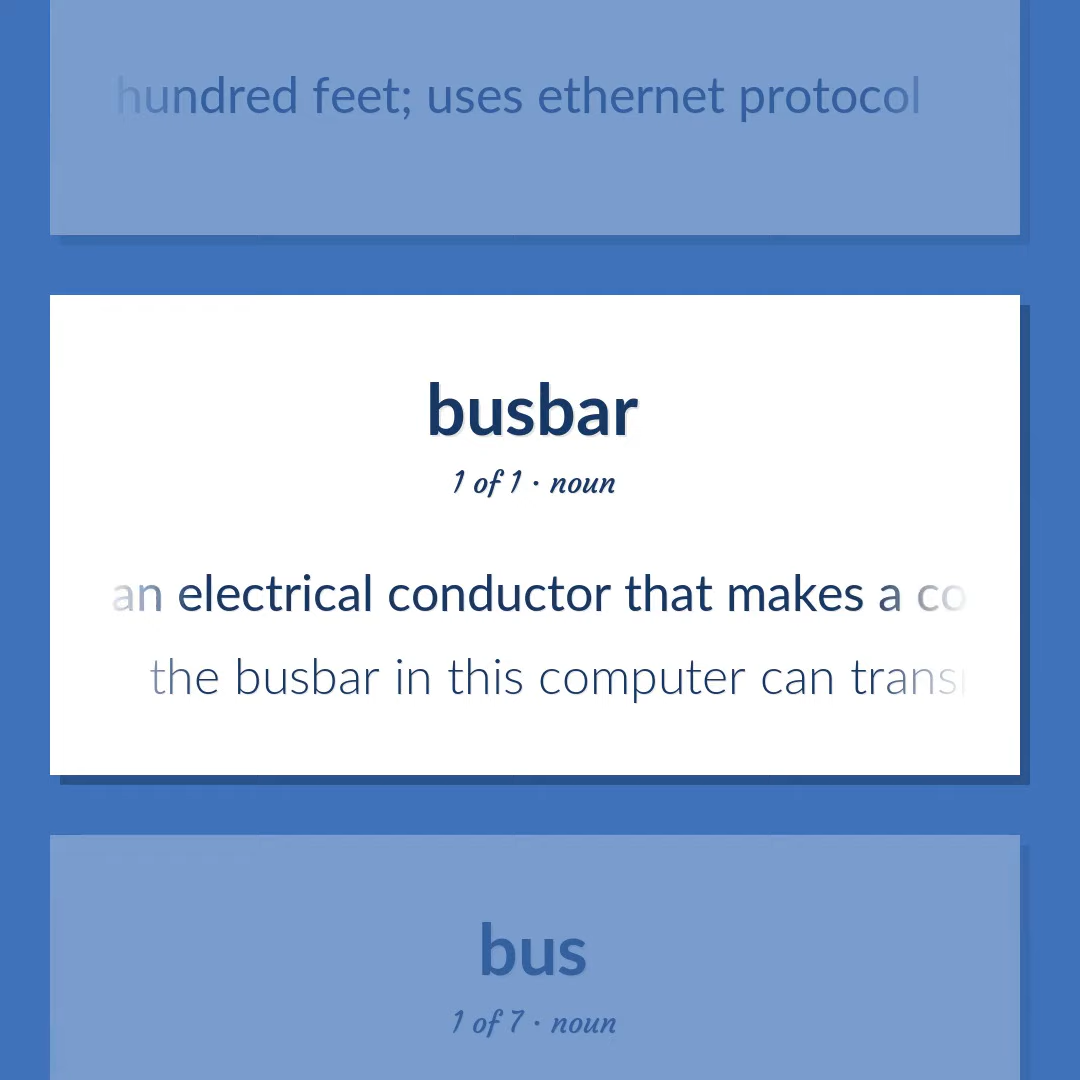 hundred feet; uses ethernet protocol
busbar
1 of 1 · noun
an electrical conductor that makes a
the busbar in this computer can
bus
1 of 7 · noun